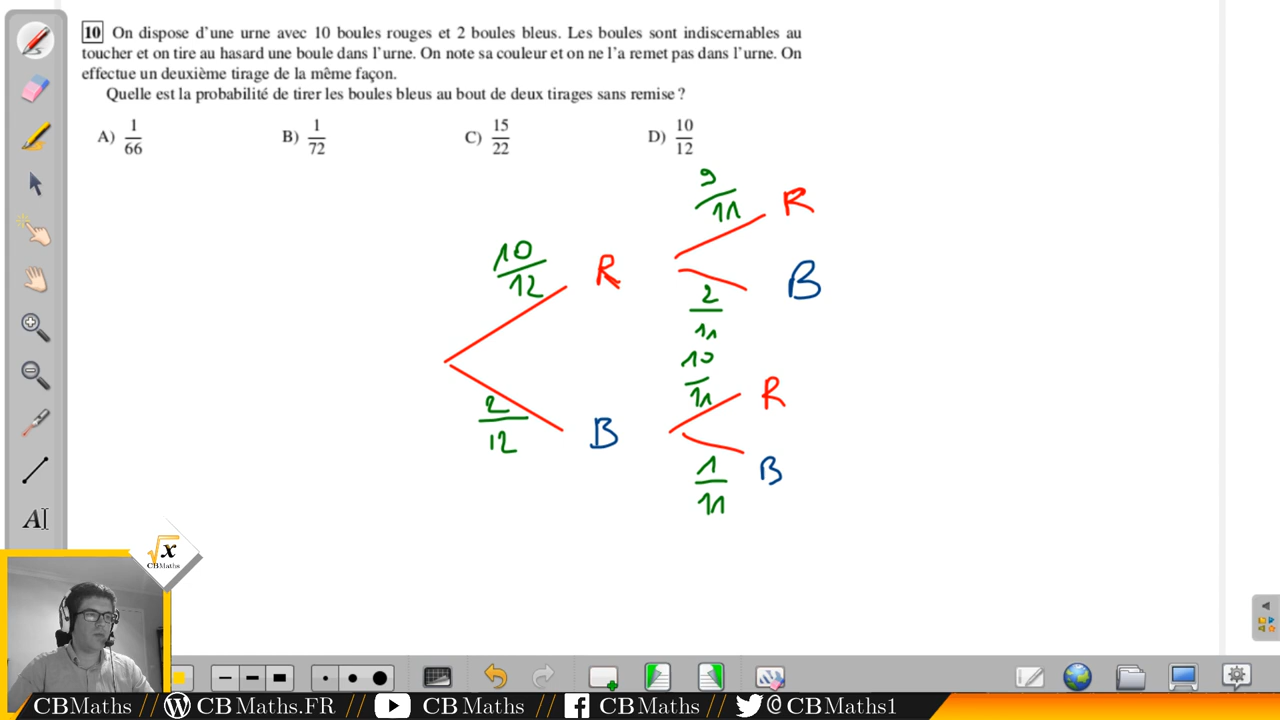 10 On dispose d'une urne avec 10 boules rouges et 2 boules bleus. Les boules sont indiscernables au
toucher et on tire au hasard une boule dans l'urne. On note sa couleur et on ne l'a remet pas dans l'urne. On
effectue un deuxième tirage de la même façon.
Quelle est la probabilité de tirer les boules bleus au bout de deux tirages sans remise ?
A) 1/66 B) 1/72 C) 15/22 D) 10/12
9/11 R
10/12 R
B
2/11
10/11
R
2/12 B
1/11 B
AI
√x
CBMaths
CBMaths // CBMaths.FR // CBMaths // CBMaths // @CBMaths1